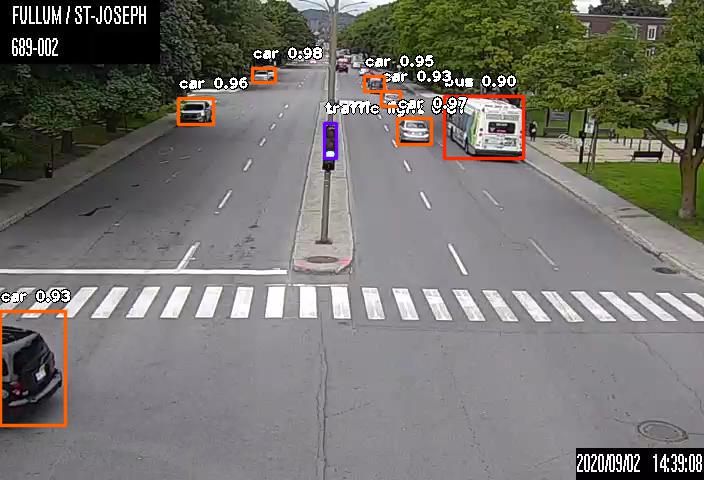 FULLUM / ST-JOSEPH
689-002
car 0.98
car 0.95
car 0.96
car 0.93
bus 0.90
car 0.97
traffic light
car 0.93
2020/09/02 14:39:08